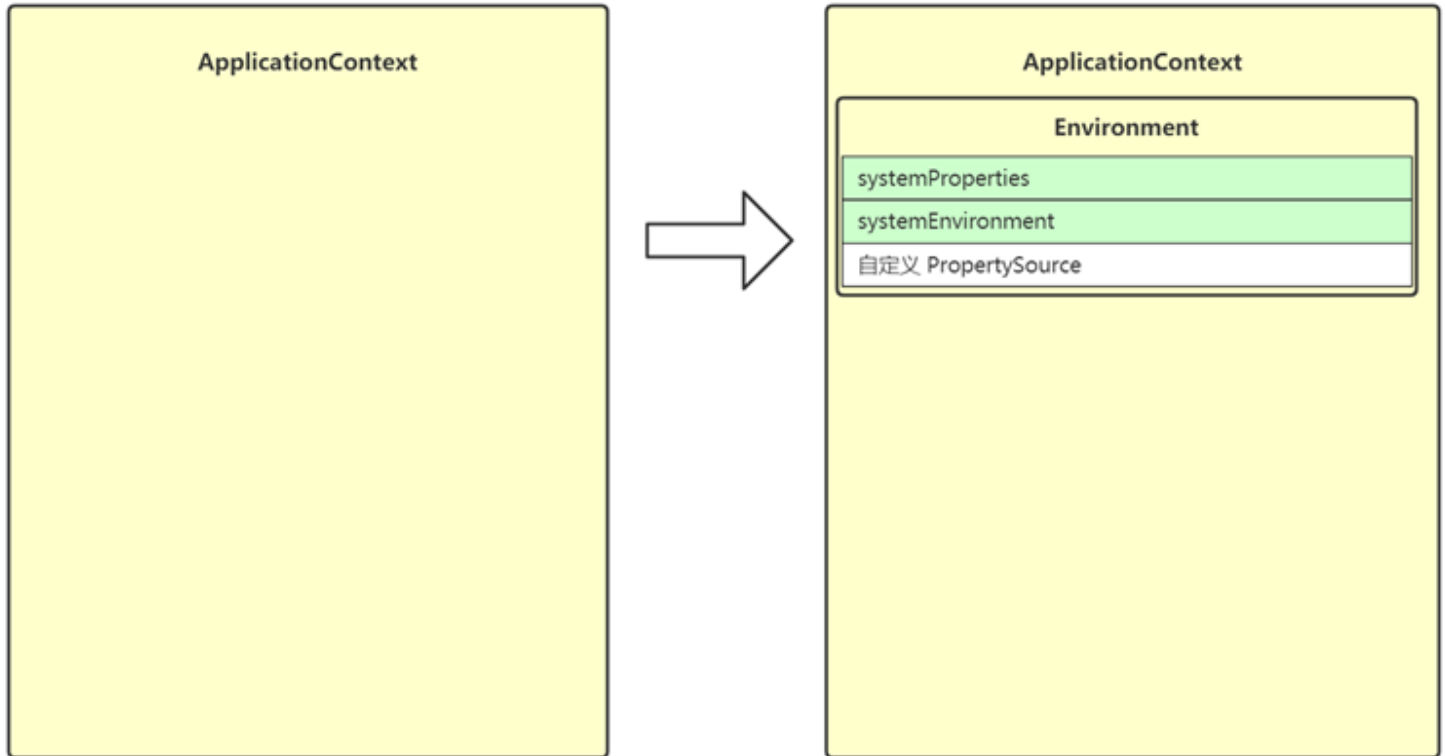 ApplicationContext
ApplicationContext
Environment
systemProperties
systemEnvironment
自定义 PropertySource